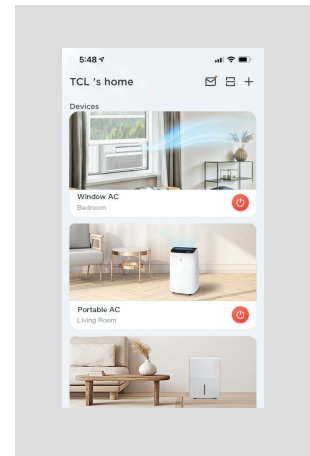 5:48
TCL 's home
Devices
Window AC
Bedroom
Portable AC
Living Room